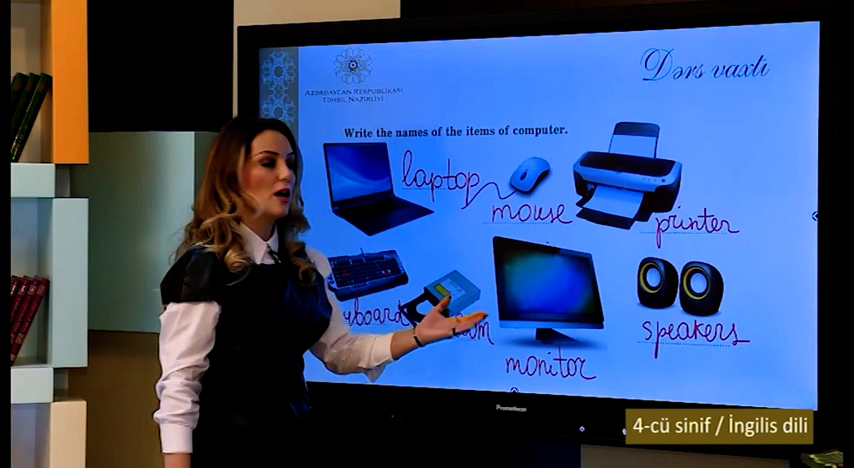 Dərs vaxtı
AZƏRBAYCAN RESPUBLİKASI
TƏHSİL NAZİRLİYİ
Write the names of the items of computer.
laptop
mouse
printer
speakers
monitor
Promethean
4-cü sinif / İngilis dili